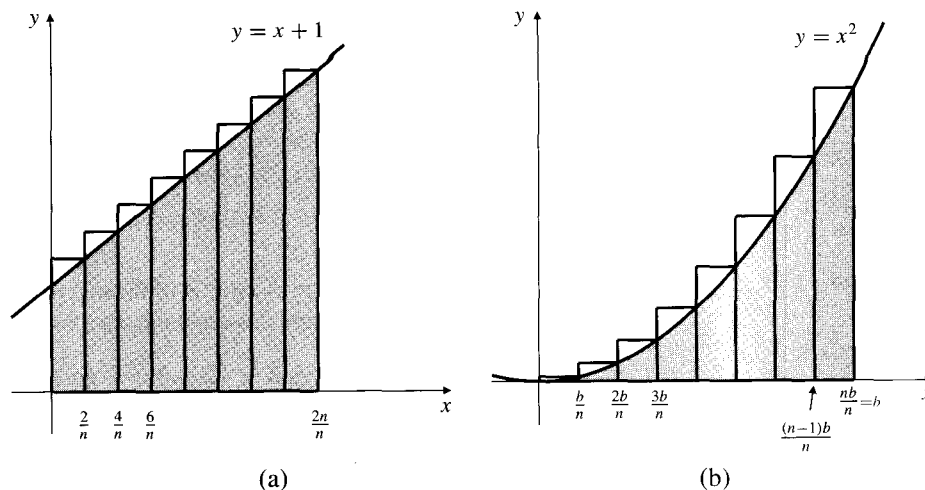 y
y = x + 1
x
2/n 4/n 6/n 2n/n
(a)
y
y = x²
b/n 2b/n 3b/n nb/n = b
(n−1)b/n
(b)